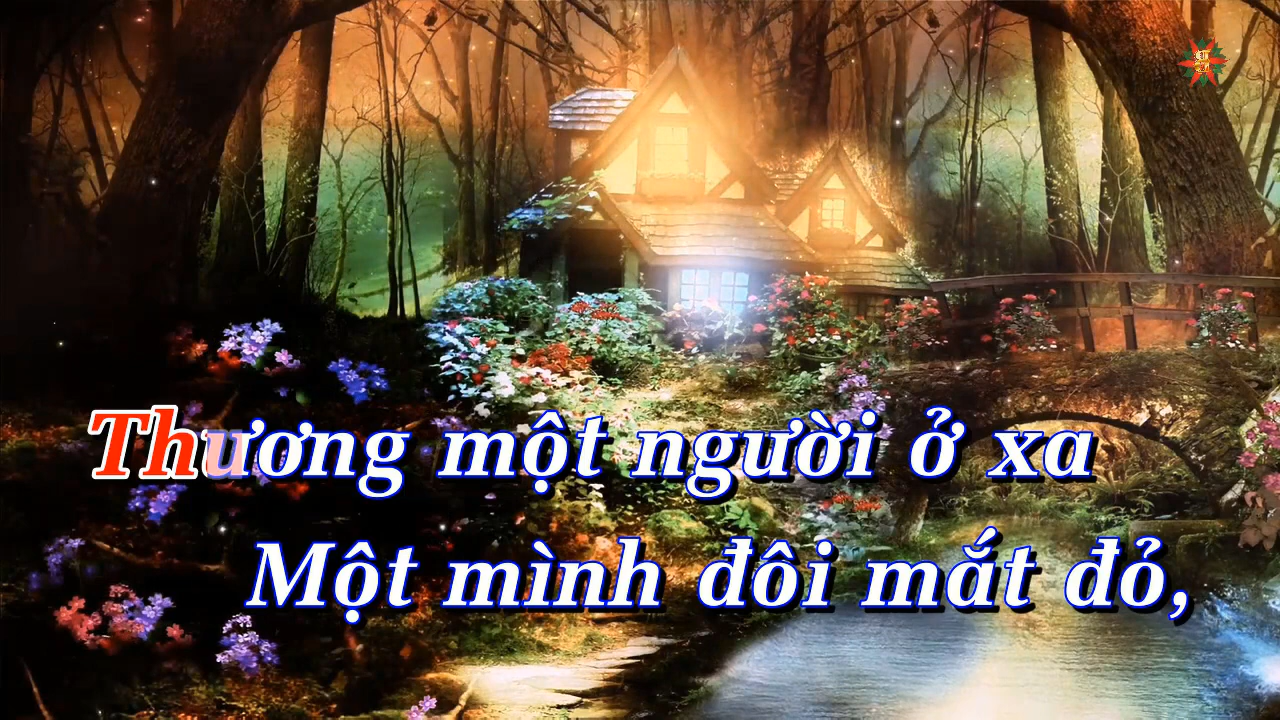 Thương một người ở xa
Một mình đôi mắt đỏ,